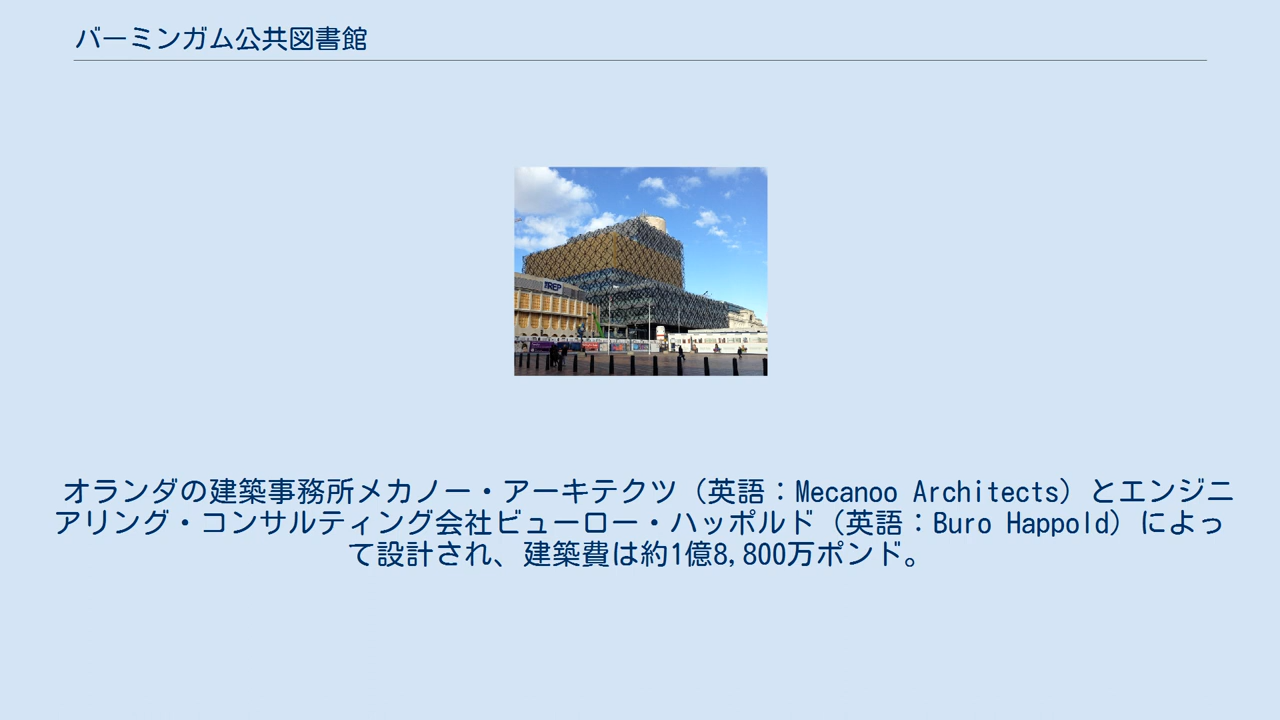 バーミンガム公共図書館
REP
オランダの建築事務所メカノー・アーキテクツ（英語：Mecanoo Architects）とエンジニ
アリング・コンサルティング会社ビューロー・ハッポルド（英語：Buro Happold）によっ
て設計され、建築費は約1億8,800万ポンド。